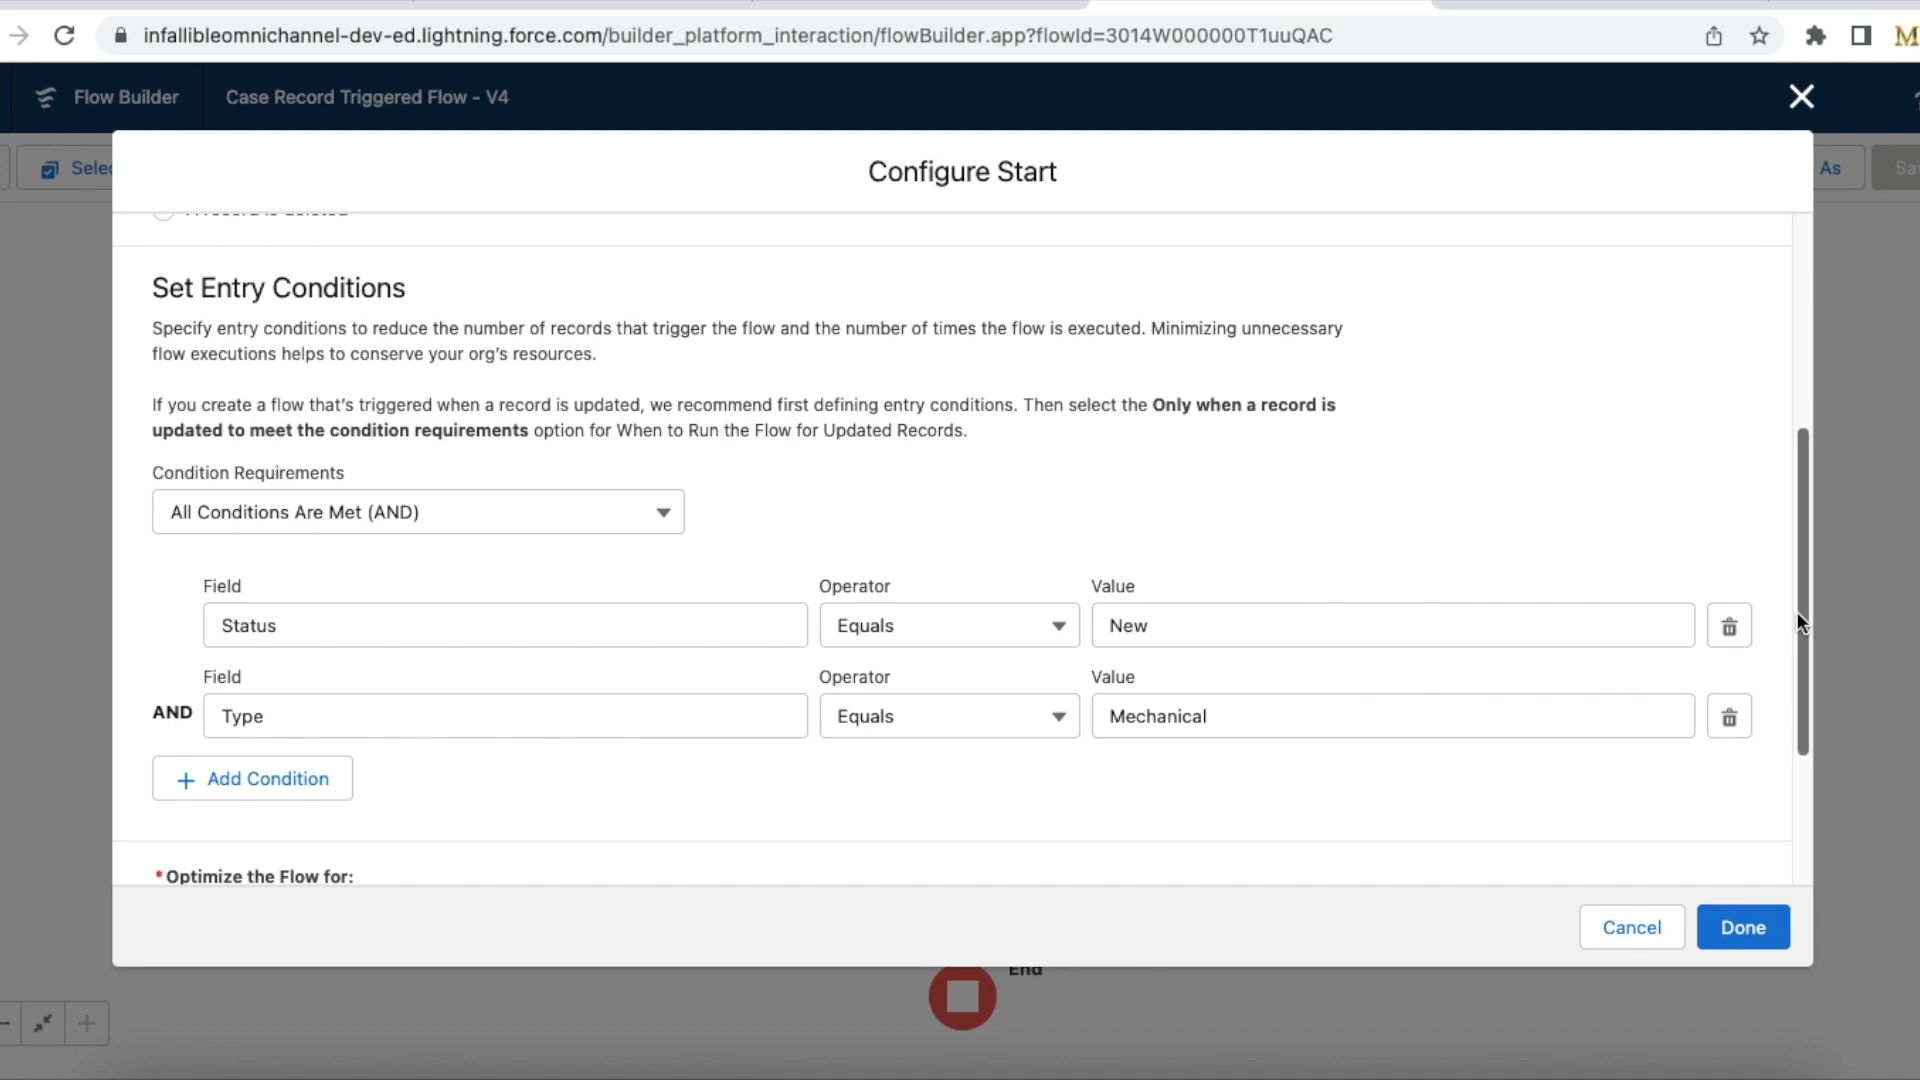 infallibleomnichannel-dev-ed.lightning.force.com/builder_platform_interaction/flowBuilder.app?flowId=3014W000000T1uuQAC
M
Flow Builder
Case Record Triggered Flow - V4
Selec
As
Sav
Configure Start
Set Entry Conditions
Specify entry conditions to reduce the number of records that trigger the flow and the number of times the flow is executed. Minimizing unnecessary
flow executions helps to conserve your org's resources.
If you create a flow that's triggered when a record is updated, we recommend first defining entry conditions. Then select the Only when a record is
updated to meet the condition requirements option for When to Run the Flow for Updated Records.
Condition Requirements
All Conditions Are Met (AND)
Field
Operator
Value
Status
Equals
New
Field
Operator
Value
AND
Type
Equals
Mechanical
+ Add Condition
* Optimize the Flow for:
Cancel
Done
End